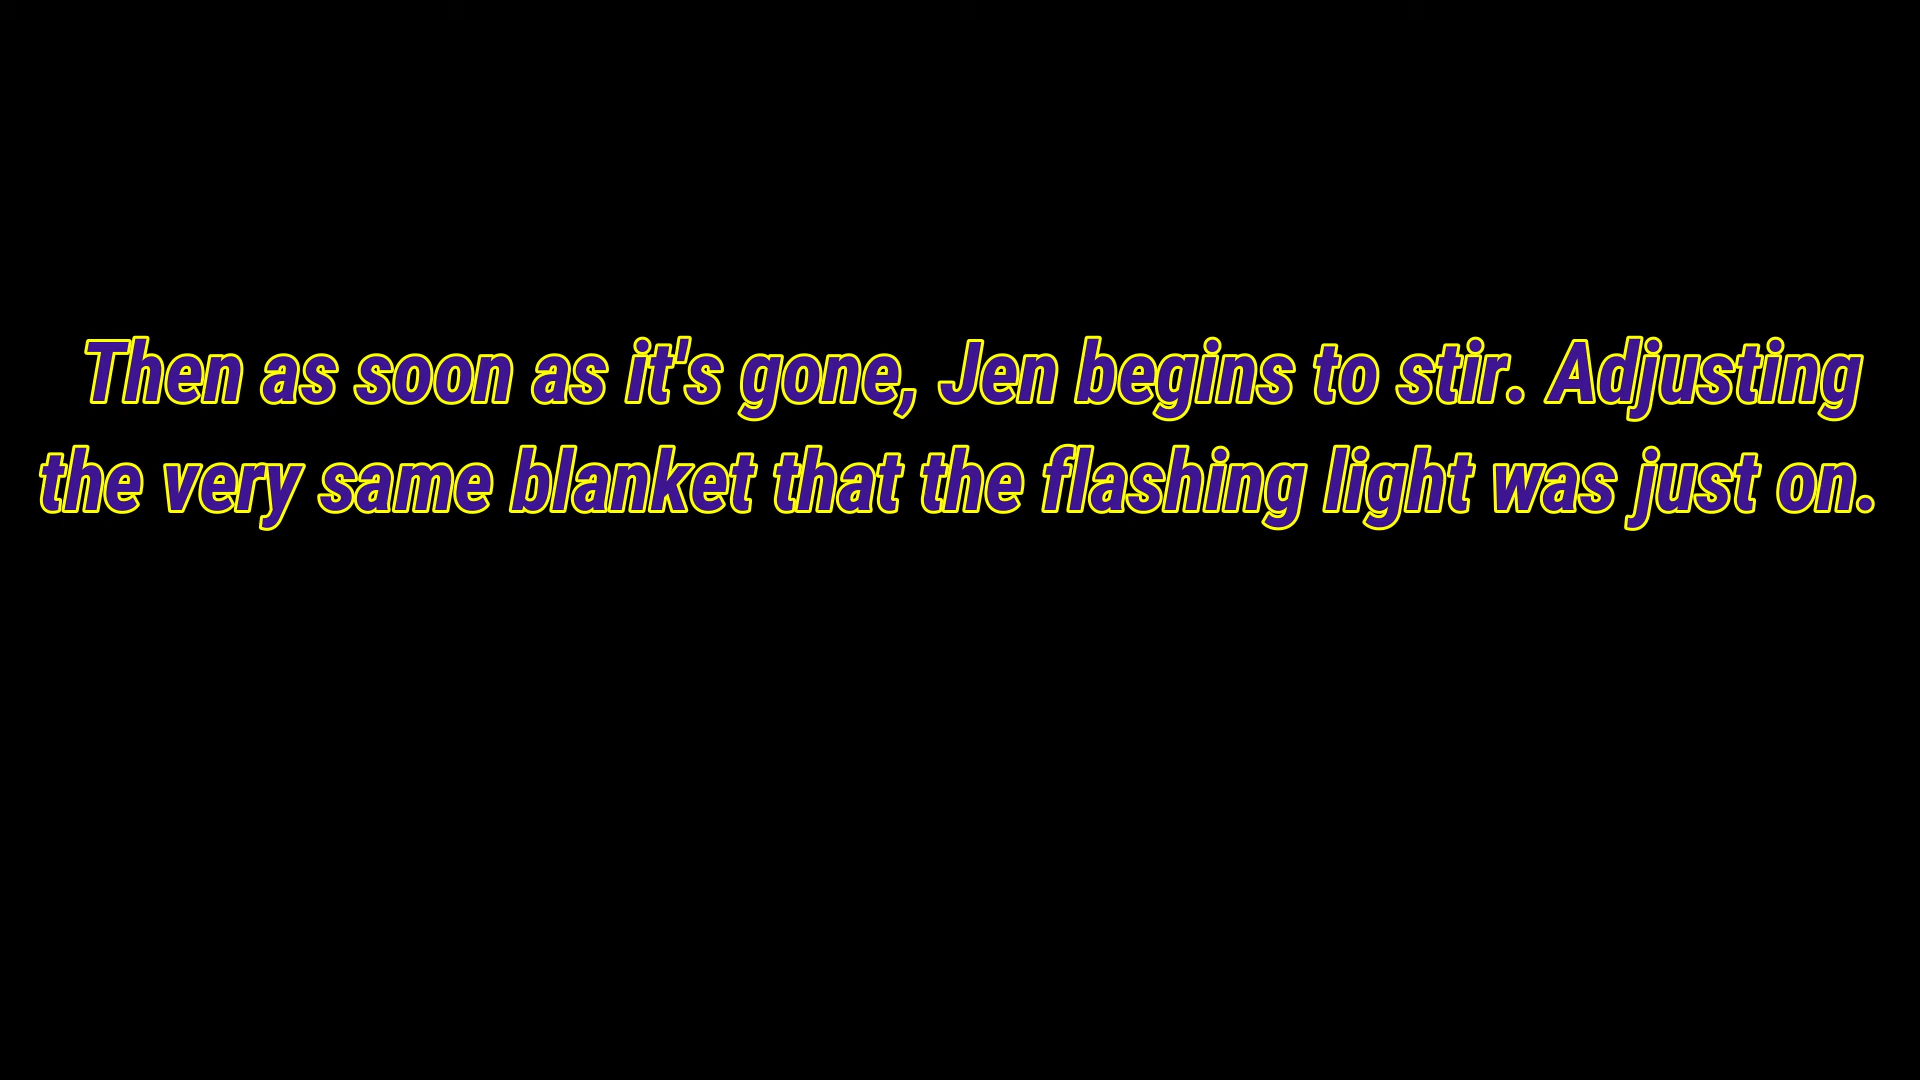 Then as soon as it's gone, Jen begins to stir. Adjusting
the very same blanket that the flashing light was just on.